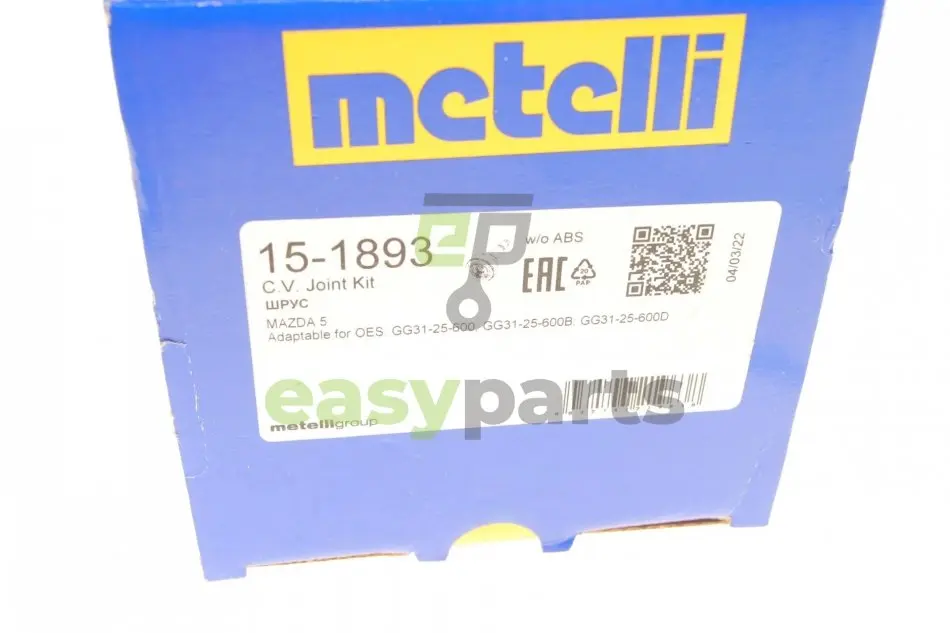 metelli
15-1893
w/o ABS
C.V. Joint Kit
EAC
20
PAP
04/03/22
ШРУС
MAZDA 5
Adaptable for OES: GG31-25-600; GG31-25-600B; GG31-25-600D
easyparts
metelligroup